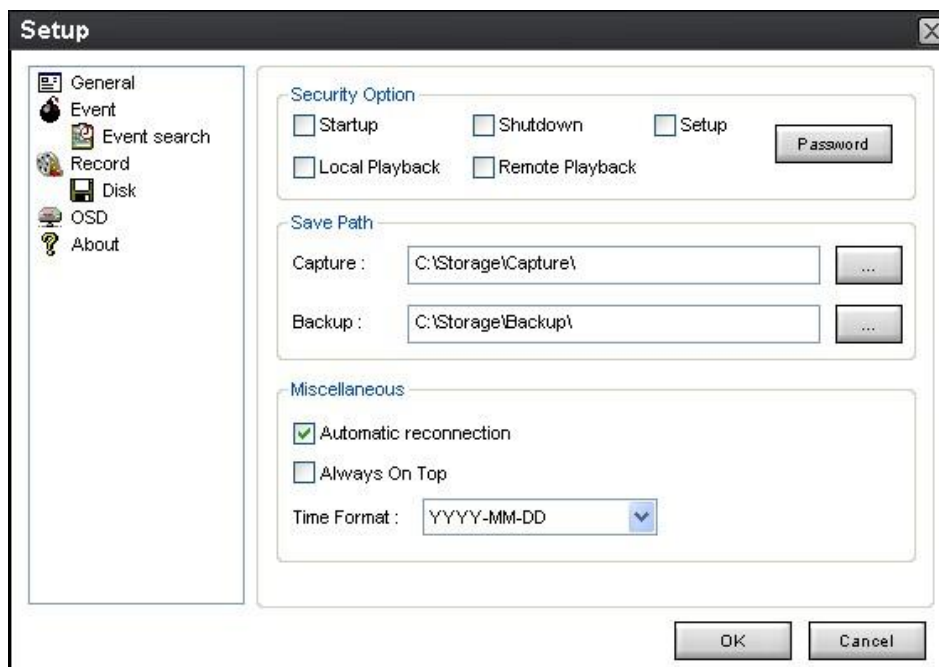 Setup
General
Event
Event search
Record
Disk
OSD
About
Security Option
Startup
Shutdown
Setup
Password
Local Playback
Remote Playback
Save Path
Capture :
C:\Storage\Capture\
...
Backup :
C:\Storage\Backup\
...
Miscellaneous
Automatic reconnection
Always On Top
Time Format :
YYYY-MM-DD
OK
Cancel